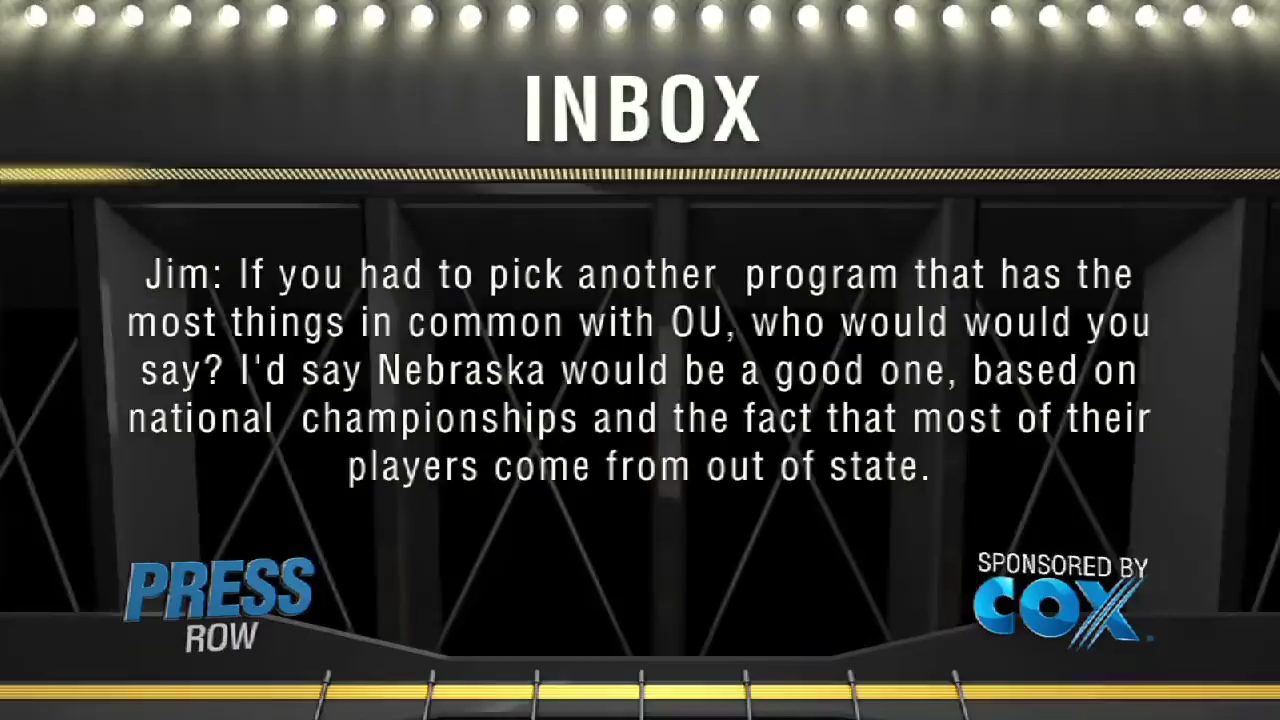 INBOX
Jim: If you had to pick another program that has the
most things in common with OU, who would would you
say? I'd say Nebraska would be a good one, based on
national championships and the fact that most of their
players come from out of state.
PRESS
ROW
SPONSORED BY
COX